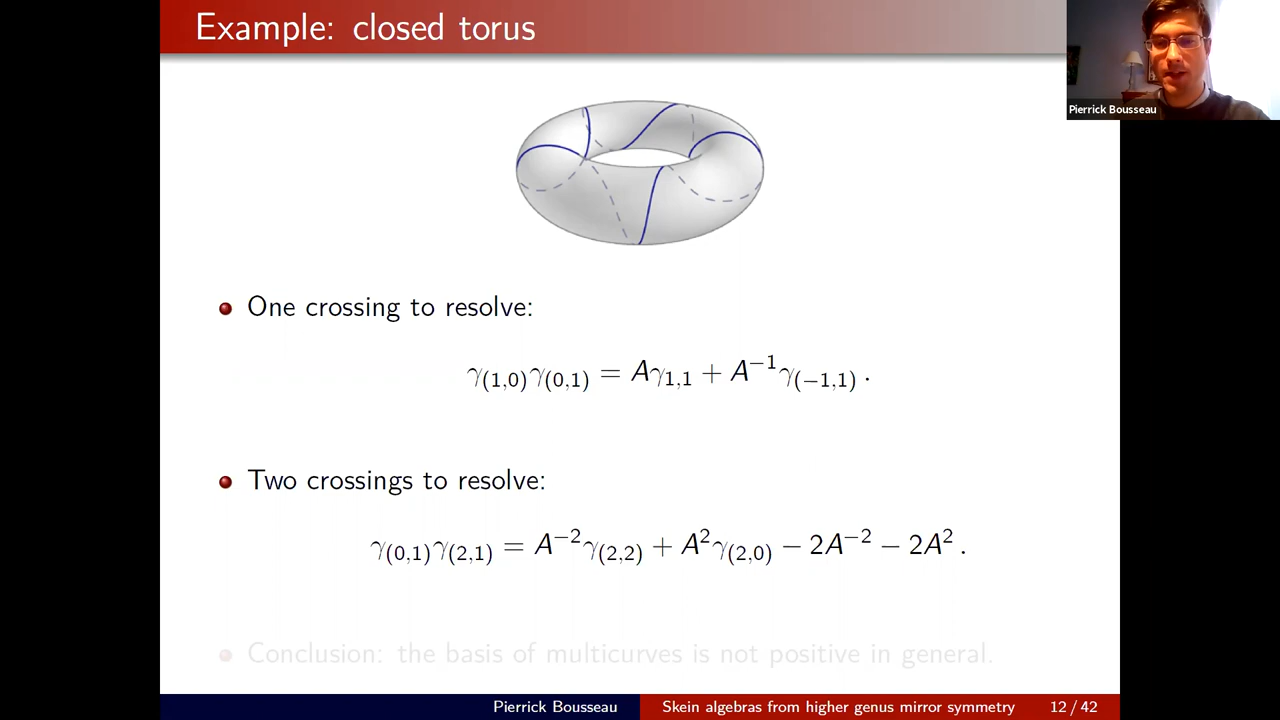 Example: closed torus
Pierrick Bousseau
One crossing to resolve:
γ(1,0)γ(0,1) = Aγ1,1 + A⁻¹γ(−1,1) .
Two crossings to resolve:
γ(0,1)γ(2,1) = A⁻²γ(2,2) + A²γ(2,0) − 2A⁻² − 2A² .
Conclusion: the basis of multicurves is not positive in general.
Pierrick Bousseau Skein algebras from higher genus mirror symmetry 12 / 42